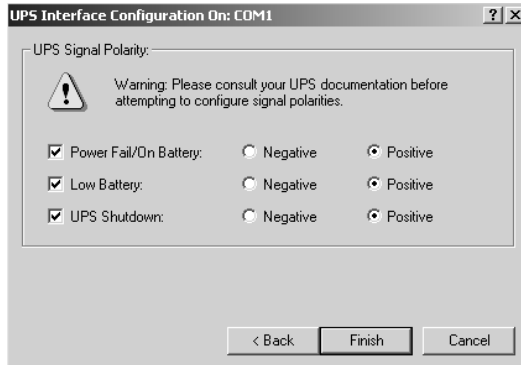 UPS Interface Configuration On: COM1
UPS Signal Polarity:
Warning: Please consult your UPS documentation before
attempting to configure signal polarities.
Power Fail/On Battery: Negative Positive
Low Battery: Negative Positive
UPS Shutdown: Negative Positive
< Back Finish Cancel